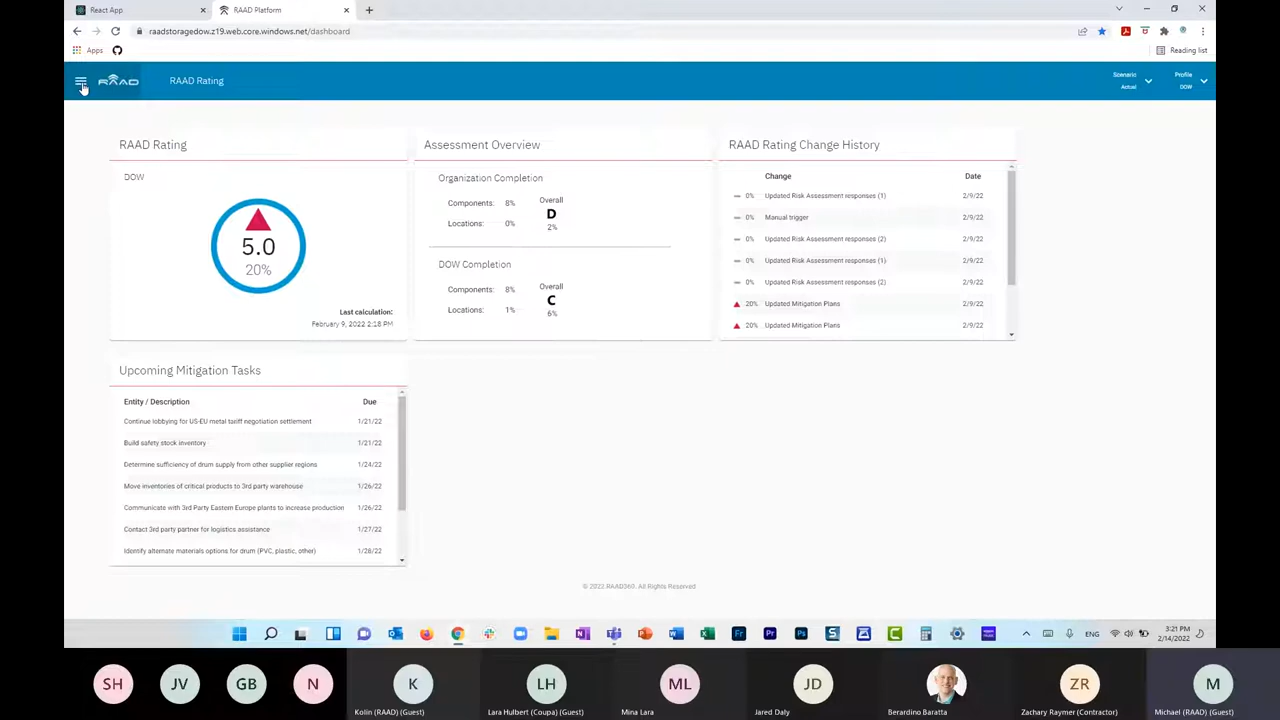 React App
RAAD Platform
raadstoragedow.z19.web.core.windows.net/dashboard
Apps
Reading list
RAAD
RAAD Rating
Scenario
Actual
Profile
DOW
RAAD Rating
DOW
5.0
20%
Last calculation:
February 9, 2022 2:18 PM
Assessment Overview
Organization Completion
Components: 8%
Locations: 0%
Overall
D
2%
DOW Completion
Components: 8%
Locations: 1%
Overall
C
6%
RAAD Rating Change History
Change Date
0% Updated Risk Assessment responses (1) 2/9/22
0% Manual trigger 2/9/22
0% Updated Risk Assessment responses (2) 2/9/22
0% Updated Risk Assessment responses (1) 2/9/22
0% Updated Risk Assessment responses (2) 2/9/22
20% Updated Mitigation Plans 2/9/22
20% Updated Mitigation Plans 2/9/22
Upcoming Mitigation Tasks
Entity / Description Due
Continue lobbying for US-EU metal tariff negotiation settlement 1/21/22
Build safety stock inventory 1/21/22
Determine sufficiency of drum supply from other supplier regions 1/24/22
Move inventories of critical products to 3rd party warehouse 1/26/22
Communicate with 3rd Party Eastern Europe plants to increase production 1/26/22
Contact 3rd party partner for logistics assistance 1/27/22
Identify alternate materials options for drum (PVC, plastic, other) 1/28/22
© 2022 RAAD360. All Rights Reserved
Fr
Pr
Ps
ENG
3:21 PM
2/14/2022
SH
JV
GB
N
K
LH
ML
JD
ZR
M
Kolin (RAAD) (Guest)
Lara Hulbert (Coupa) (Guest)
Mina Lara
Jared Daly
Berardino Baratta
Zachary Raymer (Contractor)
Michael (RAAD) (Guest)